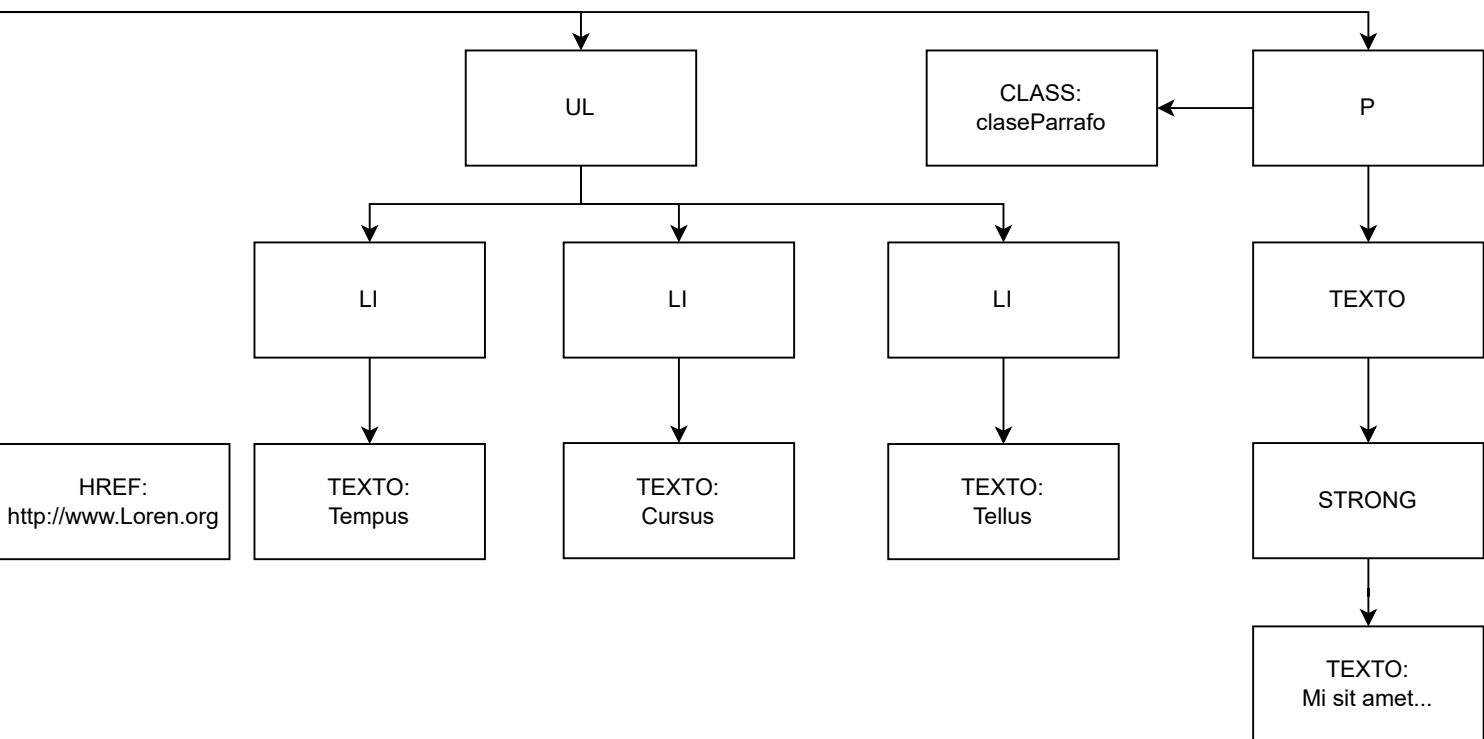 UL
CLASS:
claseParrafo
P
LI
LI
LI
TEXTO
HREF:
http://www.Loren.org
TEXTO:
Tempus
TEXTO:
Cursus
TEXTO:
Tellus
STRONG
TEXTO:
Mi sit amet...